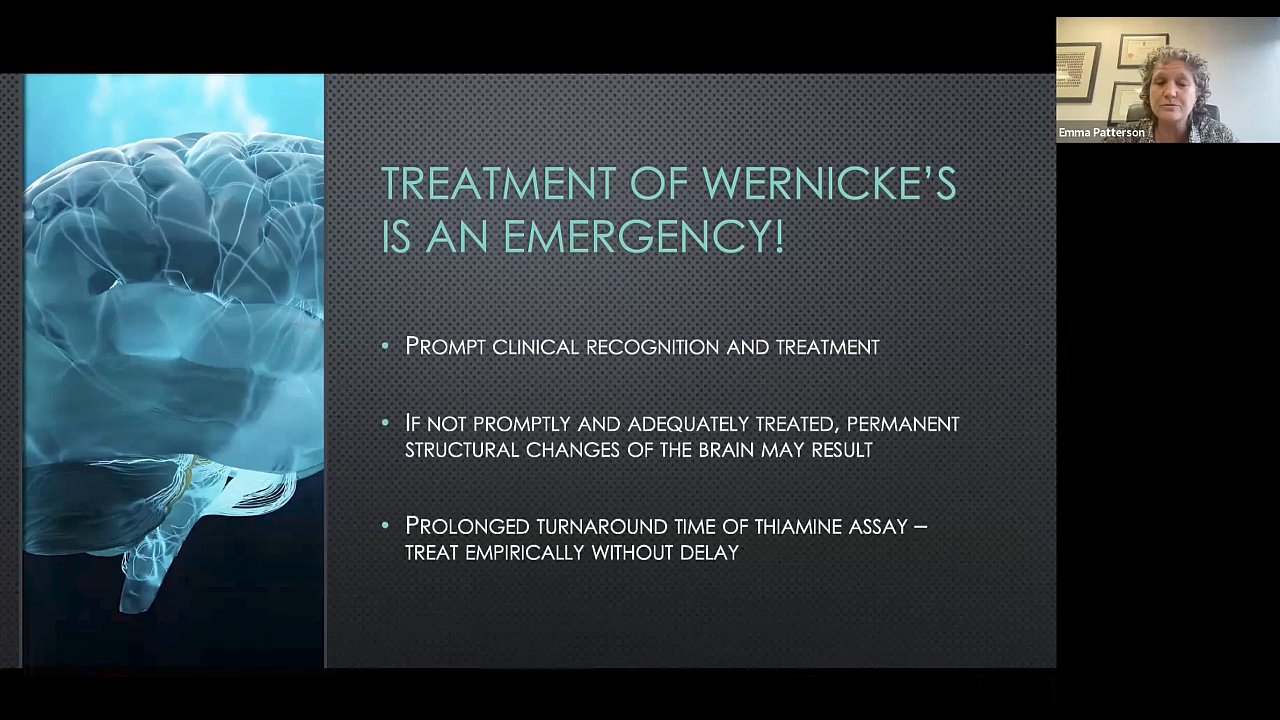 TREATMENT OF WERNICKE’S
IS AN EMERGENCY!
• PROMPT CLINICAL RECOGNITION AND TREATMENT
• IF NOT PROMPTLY AND ADEQUATELY TREATED, PERMANENT
STRUCTURAL CHANGES OF THE BRAIN MAY RESULT
• PROLONGED TURNAROUND TIME OF THIAMINE ASSAY –
TREAT EMPIRICALLY WITHOUT DELAY
Emma Patterson